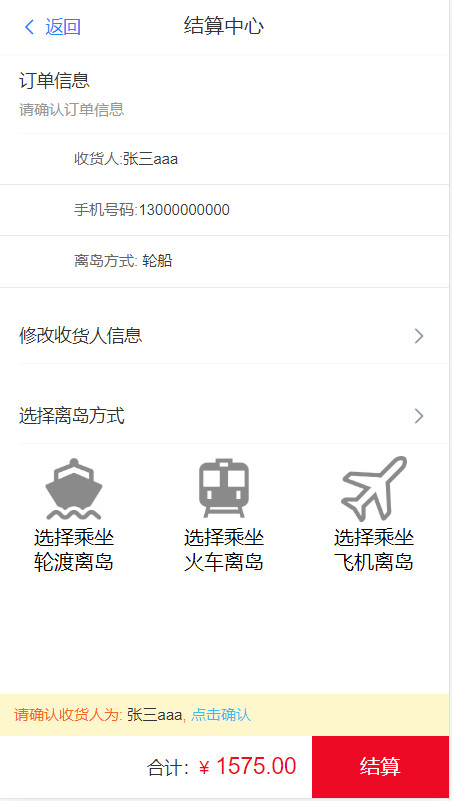 返回
结算中心
订单信息
请确认订单信息
收货人:张三aaa
手机号码:13000000000
离岛方式: 轮船
修改收货人信息
选择离岛方式
选择乘坐 选择乘坐 选择乘坐
轮渡离岛 火车离岛 飞机离岛
请确认收货人为: 张三aaa, 点击确认
合计: ¥ 1575.00 结算